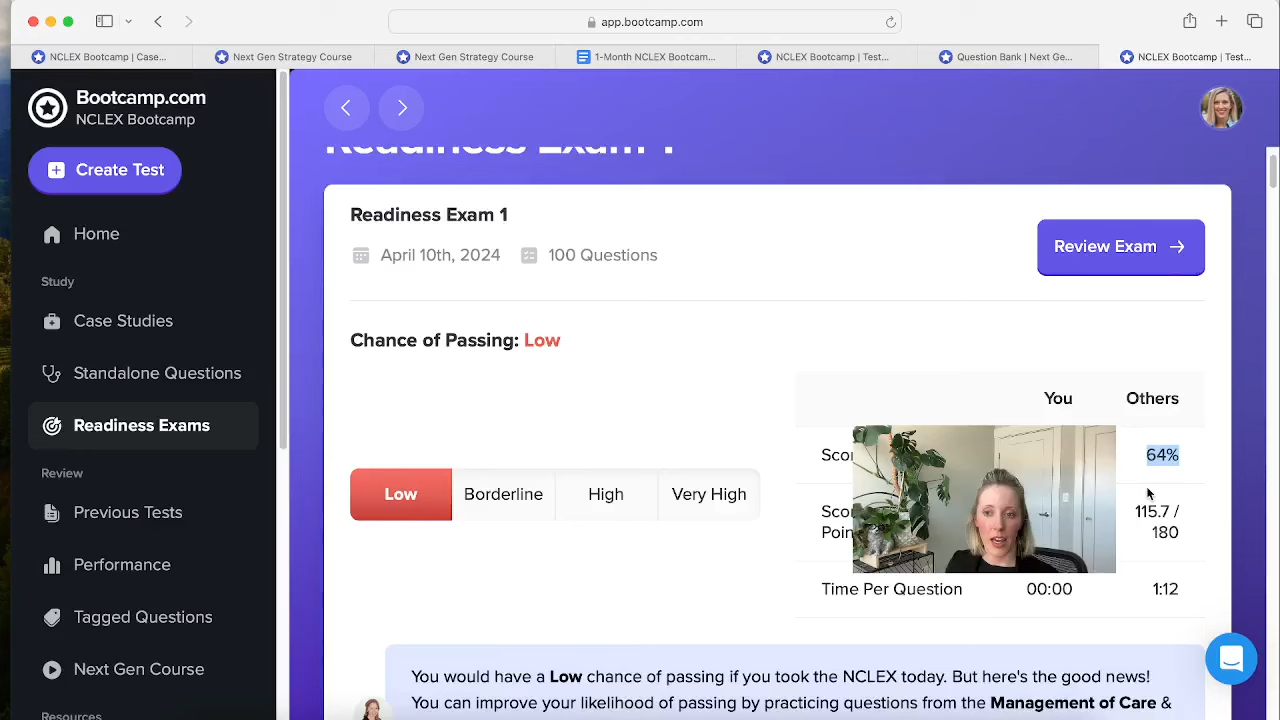 app.bootcamp.com
NCLEX Bootcamp | Case...
Next Gen Strategy Course
Next Gen Strategy Course
1-Month NCLEX Bootcam...
NCLEX Bootcamp | Test...
Question Bank | Next Ge...
NCLEX Bootcamp | Test...
Bootcamp.com
NCLEX Bootcamp
Create Test
Home
Study
Case Studies
Standalone Questions
Readiness Exams
Review
Previous Tests
Performance
Tagged Questions
Next Gen Course
Resources
Readiness Exam 1
Readiness Exam 1
April 10th, 2024
100 Questions
Review Exam
Chance of Passing: Low
Low
Borderline
High
Very High
You Others
64%
115.7 /
180
Time Per Question 00:00 1:12
You would have a Low chance of passing if you took the NCLEX today. But here's the good news!
You can improve your likelihood of passing by practicing questions from the Management of Care &